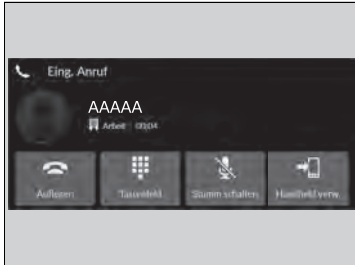 Eing. Anruf
AAAAA
Arbeit 00:04
Auflegen
Tastenfeld
Stumm schalten
Handheld verw.